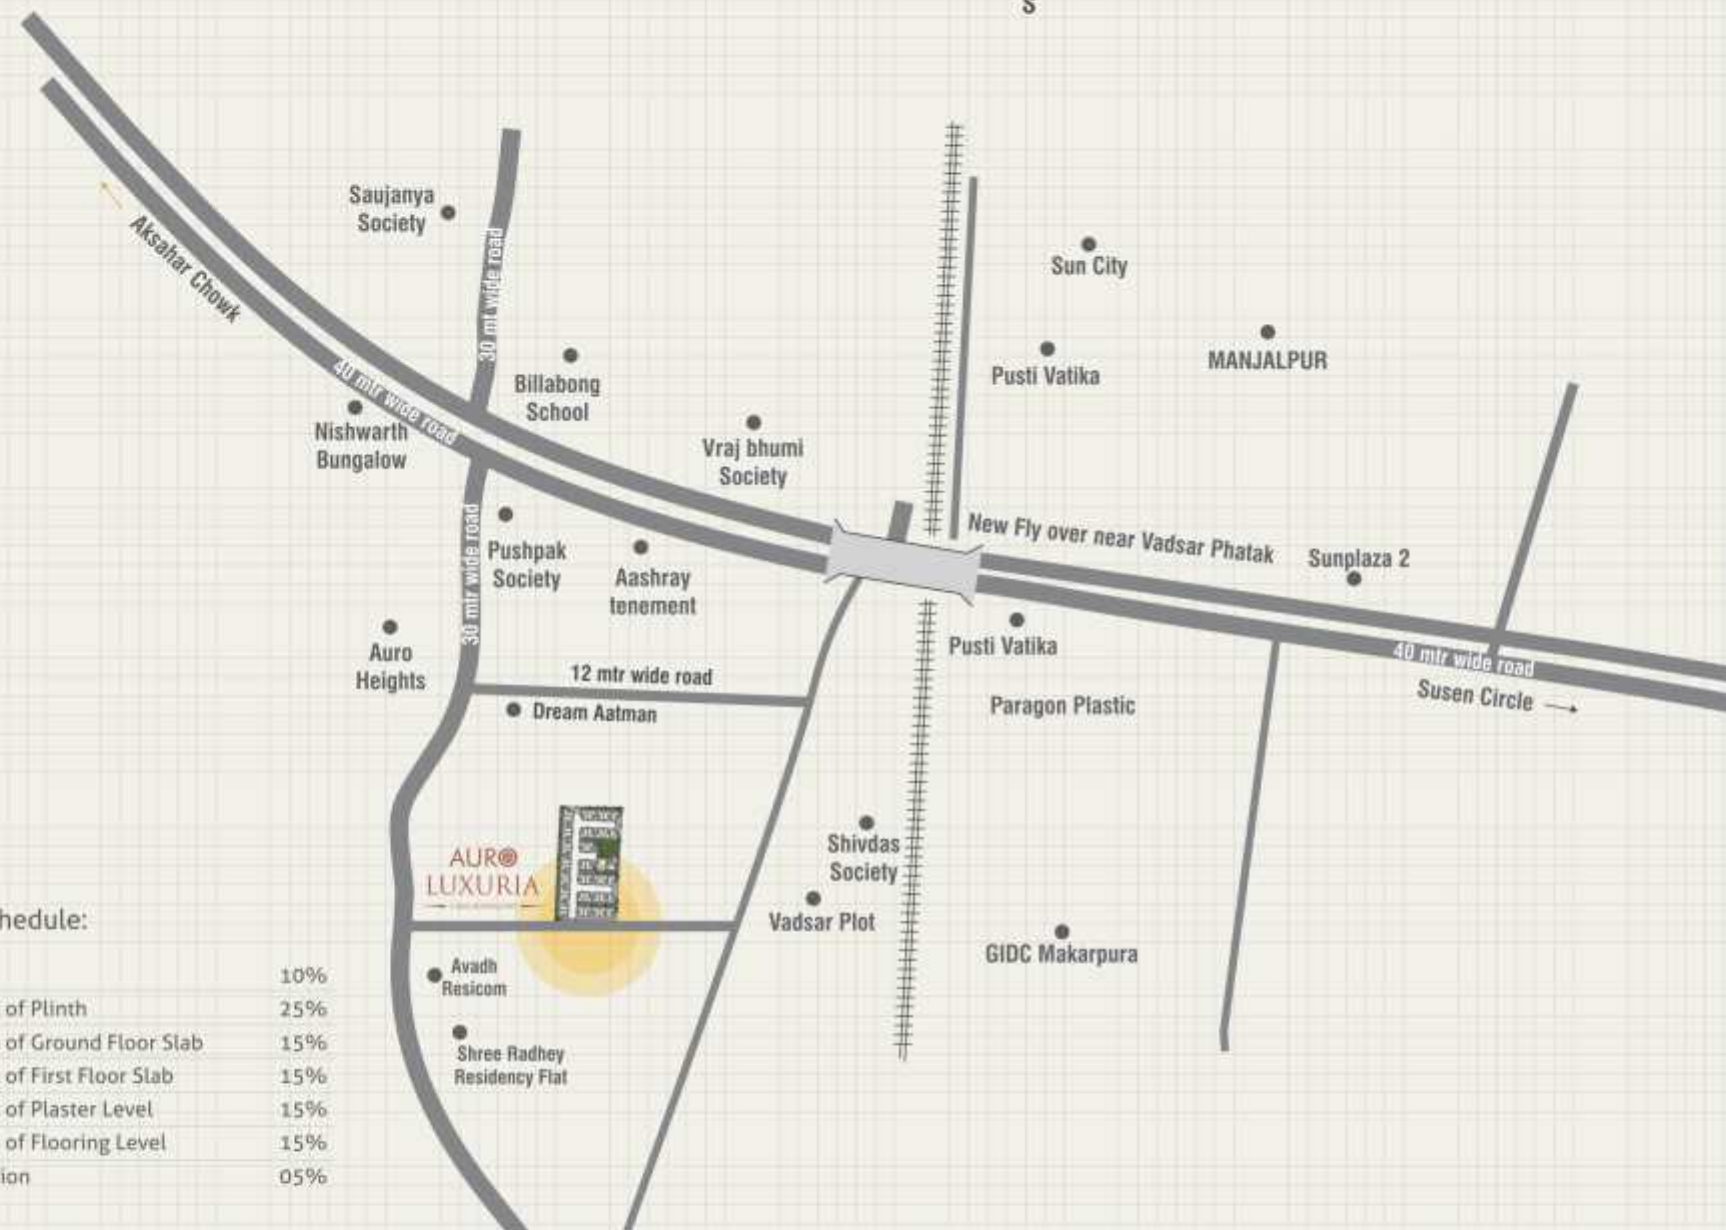 S
Saujanya
Society
30 mt wide road
Aksahar Chowk
Sun City
Pusti Vatika
MANJALPUR
40 mtr wide road
Billabong
School
Nishwarth
Bungalow
Vraj bhumi
Society
New Fly over near Vadsar Phatak
Sunplaza 2
30 mtr wide road
Pushpak
Society
Aashray
tenement
Auro
Heights
Pusti Vatika
40 mtr wide road
Susen Circle
12 mtr wide road
Dream Aatman
Paragon Plastic
AURO
LUXURIA
Shivdas
Society
Vadsar Plot
GIDC Makarpura
Avadh
Resicom
Shree Radhey
Residency Flat
hedule:
10%
of Plinth 25%
of Ground Floor Slab 15%
of First Floor Slab 15%
of Plaster Level 15%
of Flooring Level 15%
ion 05%